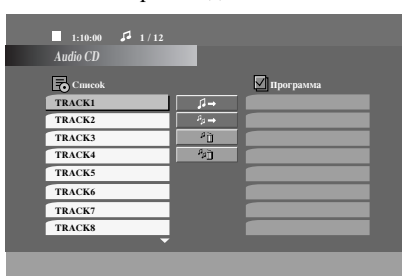 1:10:00 1 / 12
Audio CD
Список Программа
TRACK1
TRACK2
TRACK3
TRACK4
TRACK5
TRACK6
TRACK7
TRACK8